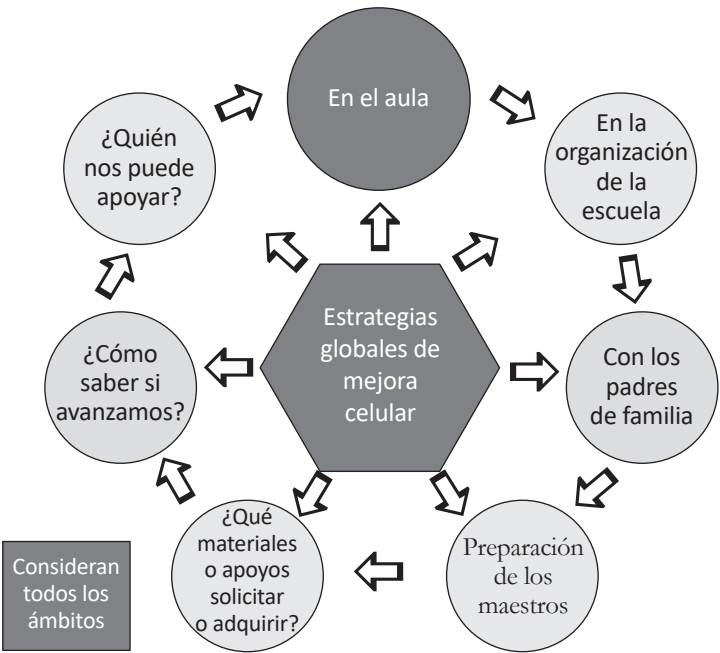 En el aula
En la
organización
de la
escuela
Con los
padres
de familia
Preparación
de los
maestros
¿Qué
materiales
o apoyos
solicitar
o adquirir?
¿Cómo
saber si
avanzamos?
¿Quién
nos puede
apoyar?
Estrategias
globales de
mejora
celular
Consideran
todos los
ámbitos